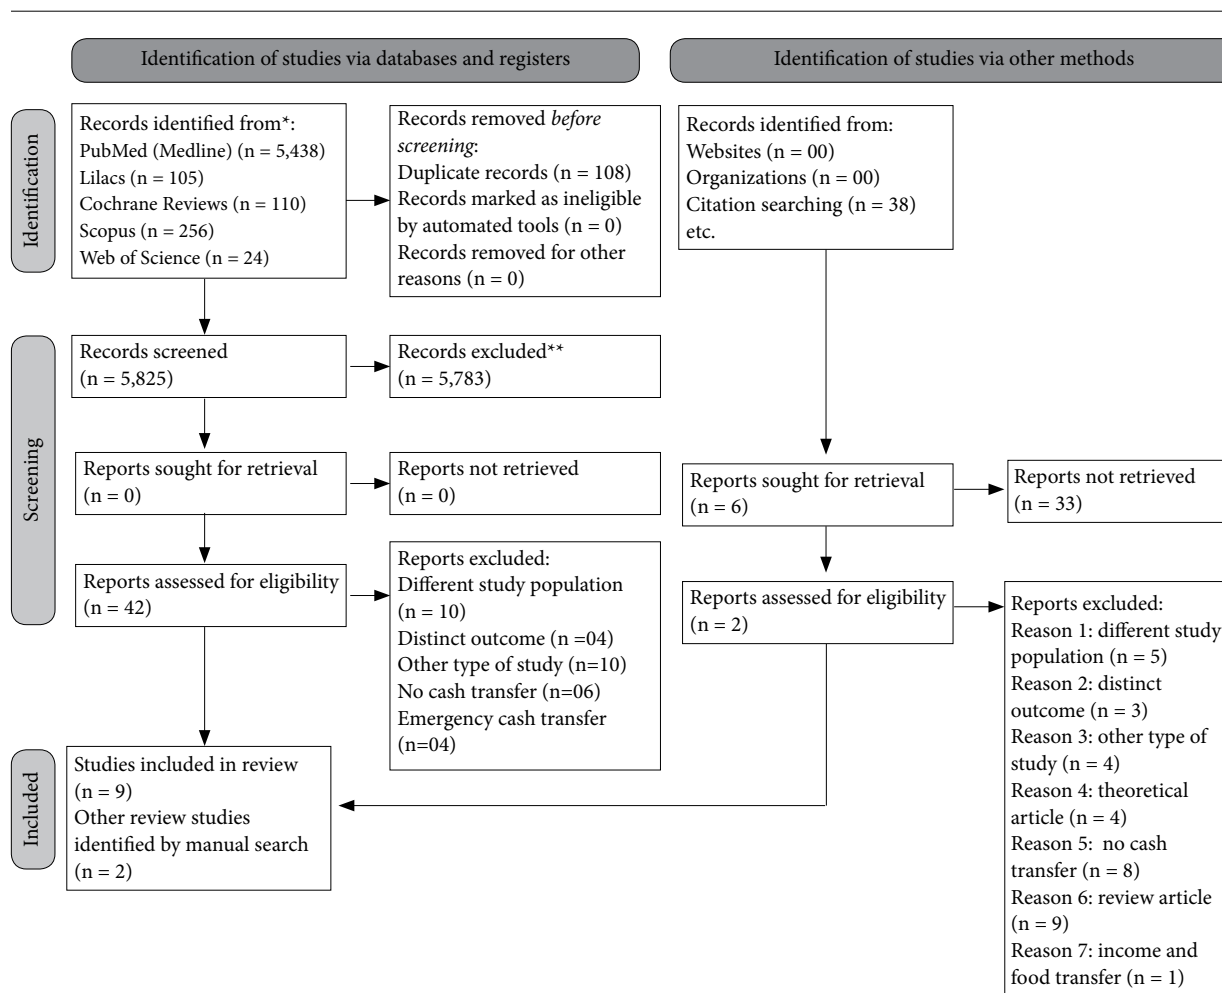 Identification of studies via databases and registers
Identification of studies via other methods
Identification
Records identified from*:
PubMed (Medline) (n = 5,438)
Lilacs (n = 105)
Cochrane Reviews (n = 110)
Scopus (n = 256)
Web of Science (n = 24)
Records removed before
screening:
Duplicate records (n = 108)
Records marked as ineligible
by automated tools (n = 0)
Records removed for other
reasons (n = 0)
Records identified from:
Websites (n = 00)
Organizations (n = 00)
Citation searching (n = 38)
etc.
Screening
Records screened
(n = 5,825)
Records excluded**
(n = 5,783)
Reports sought for retrieval
(n = 0)
Reports not retrieved
(n = 0)
Reports sought for retrieval
(n = 6)
Reports not retrieved
(n = 33)
Reports assessed for eligibility
(n = 42)
Reports excluded:
Different study population
(n = 10)
Distinct outcome (n =04)
Other type of study (n=10)
No cash transfer (n=06)
Emergency cash transfer
(n=04)
Reports assessed for eligibility
(n = 2)
Reports excluded:
Reason 1: different study
population (n = 5)
Reason 2: distinct
outcome (n = 3)
Reason 3: other type of
study (n = 4)
Reason 4: theoretical
article (n = 4)
Reason 5:  no cash
transfer (n = 8)
Reason 6: review article
(n = 9)
Reason 7: income and
food transfer (n = 1)
Included
Studies included in review
(n = 9)
Other review studies
identified by manual search
(n = 2)